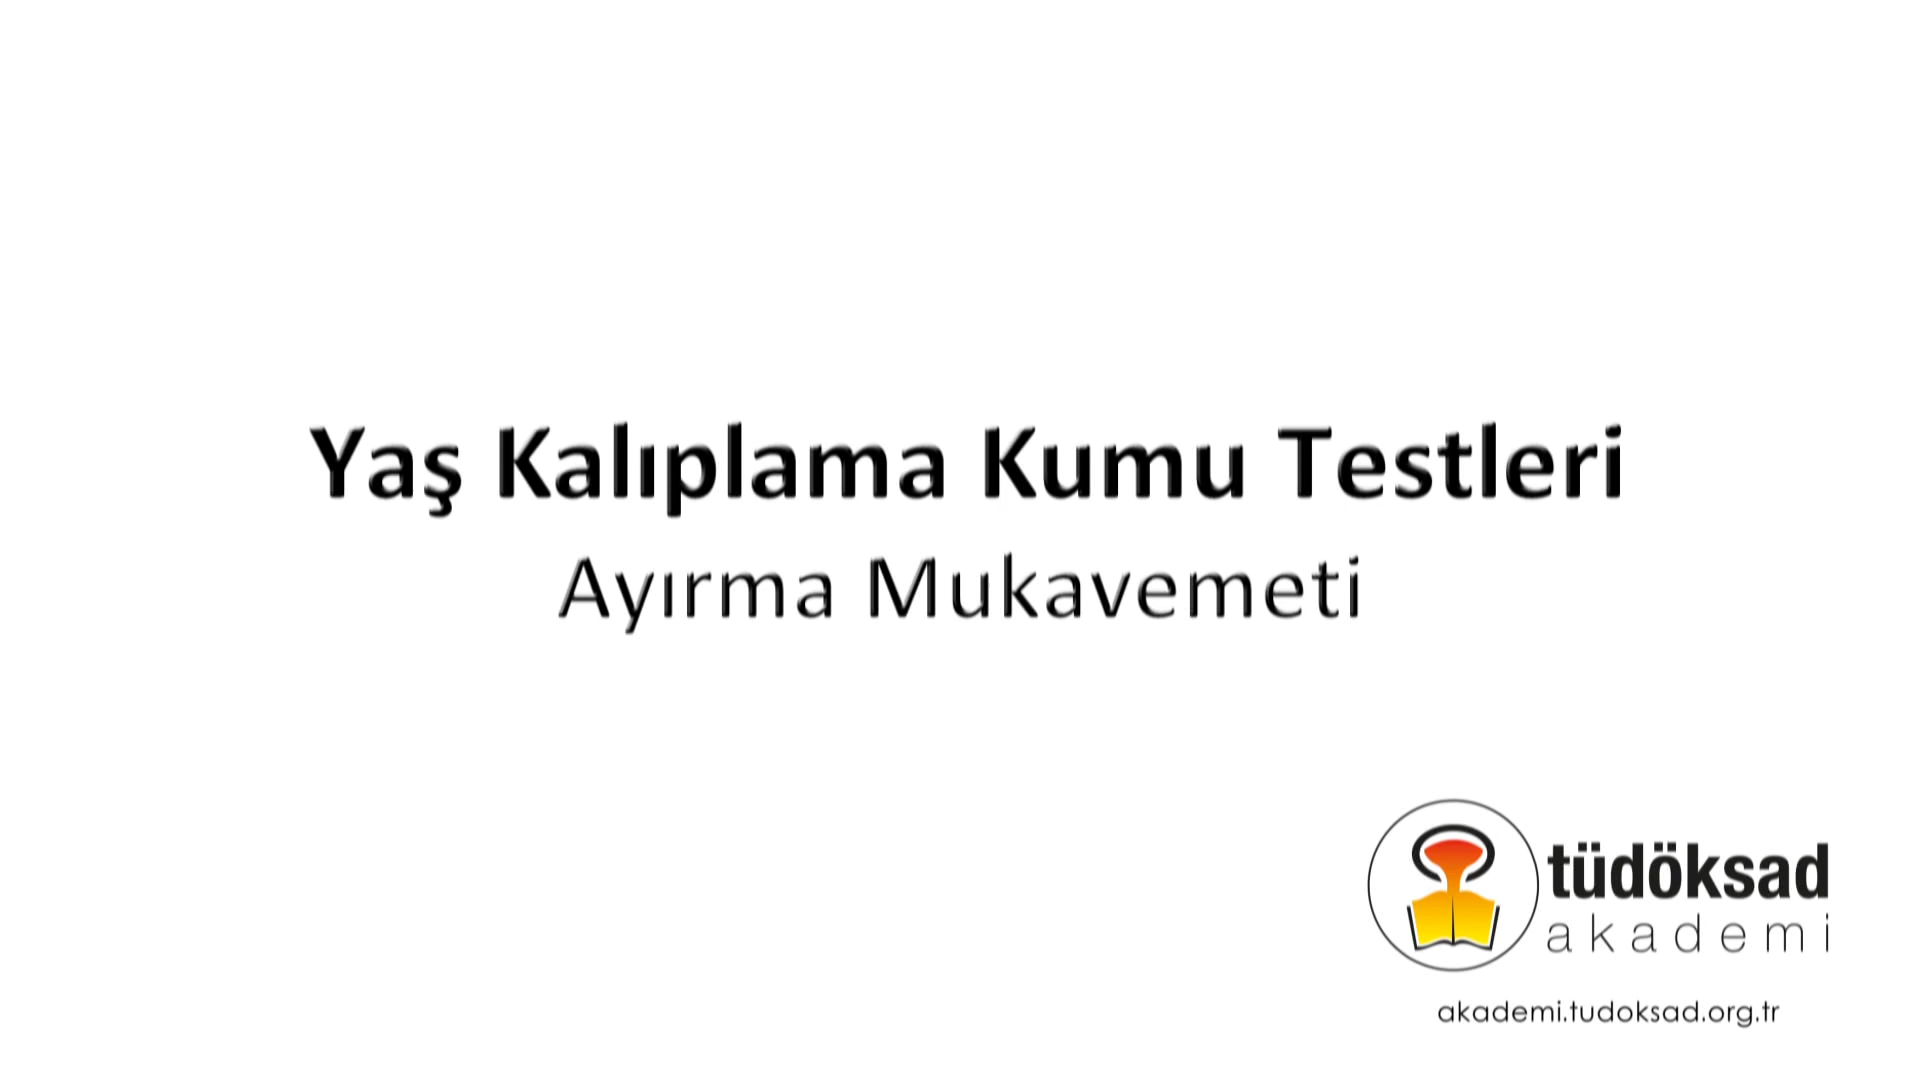 Yaş Kalıplama Kumu Testleri
Ayırma Mukavemeti
tüdöksad
akademi
akademi.tudoksad.org.tr